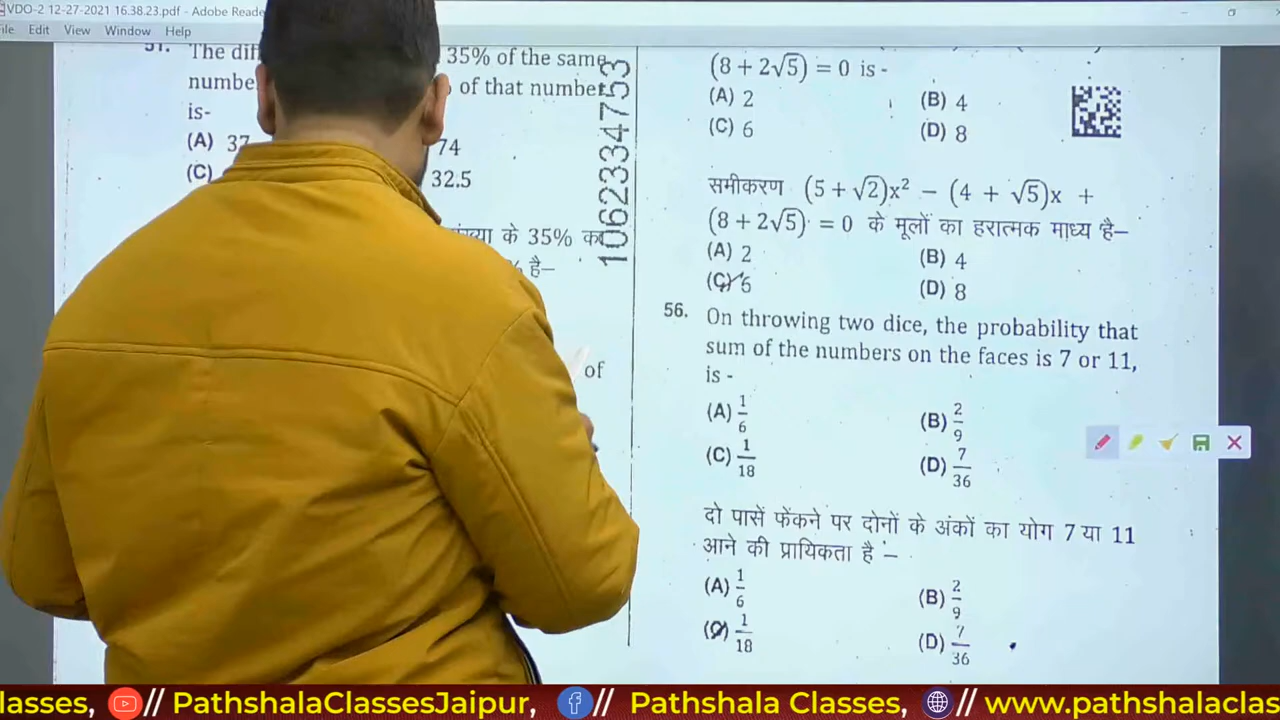 VDO-2 12-27-2021 16.38.23.pdf - Adobe Reade
File Edit View Window Help
The dif 35% of the same
numbe of that number
is-
(A) 37 74
(C) 32.5
ंख्या के 35% का
% है–
of
1062334753
(8 + 2√5) = 0 is -
(A) 2 (B) 4
(C) 6 (D) 8
समीकरण (5 + √2)x² − (4 + √5)x +
(8 + 2√5) = 0 के मूलों का हरात्मक माध्य है–
(A) 2 (B) 4
(C) 6 (D) 8
56. On throwing two dice, the probability that
sum of the numbers on the faces is 7 or 11,
is -
(A) 1/6 (B) 2/9
(C) 1/18 (D) 7/36
दो पासें फेंकने पर दोनों के अंकों का योग 7 या 11
आने की प्रायिकता है –
(A) 1/6 (B) 2/9
(C) 1/18 (D) 7/36
lasses, // PathshalaClassesJaipur, // Pathshala Classes, // www.pathshalaclas